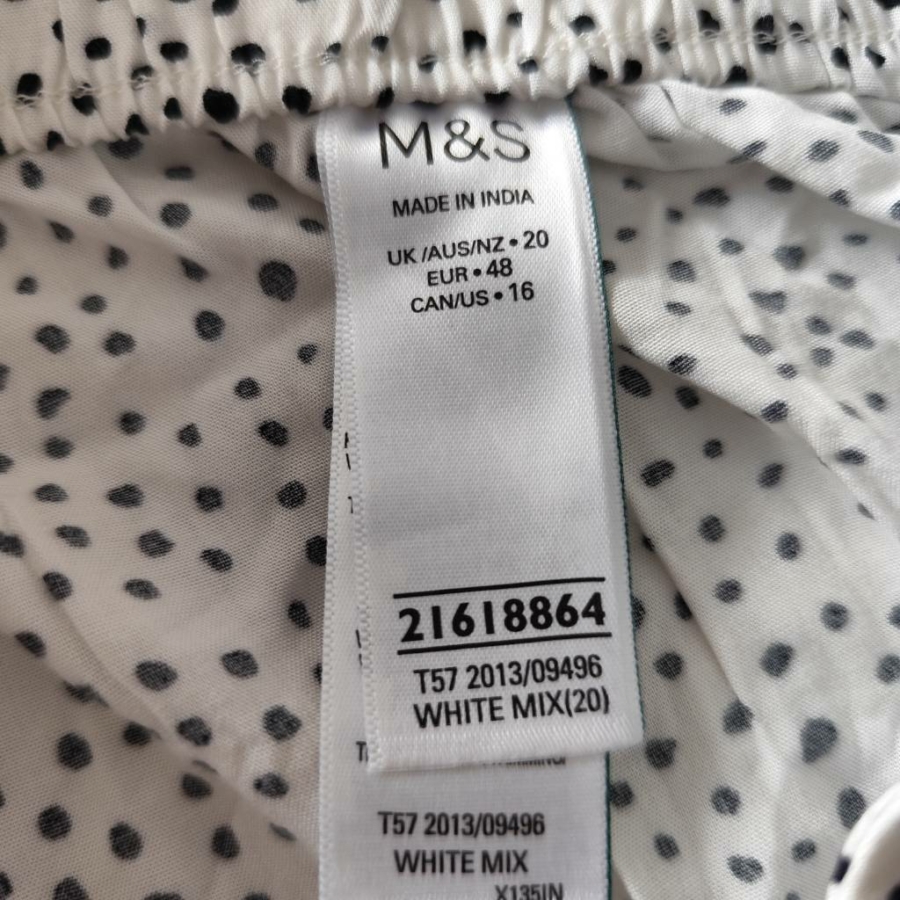 M&S
MADE IN INDIA
UK /AUS/NZ • 20
EUR • 48
CAN/US • 16
21618864
T57 2013/09496
WHITE MIX(20)
T57 2013/09496
WHITE MIX
X135IN